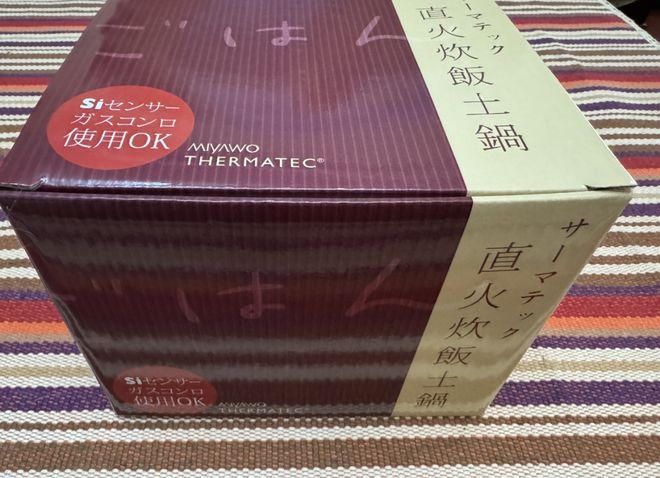 ごはん
Siセンサー
ガスコンロ
使用OK
MIYAWO
THERMATEC®
サーマテック
直火炊飯土鍋
ごはん
Siセンサー
ガスコンロ
使用OK
MIYAWO
THERMATEC®
サーマテック
直火炊飯土鍋